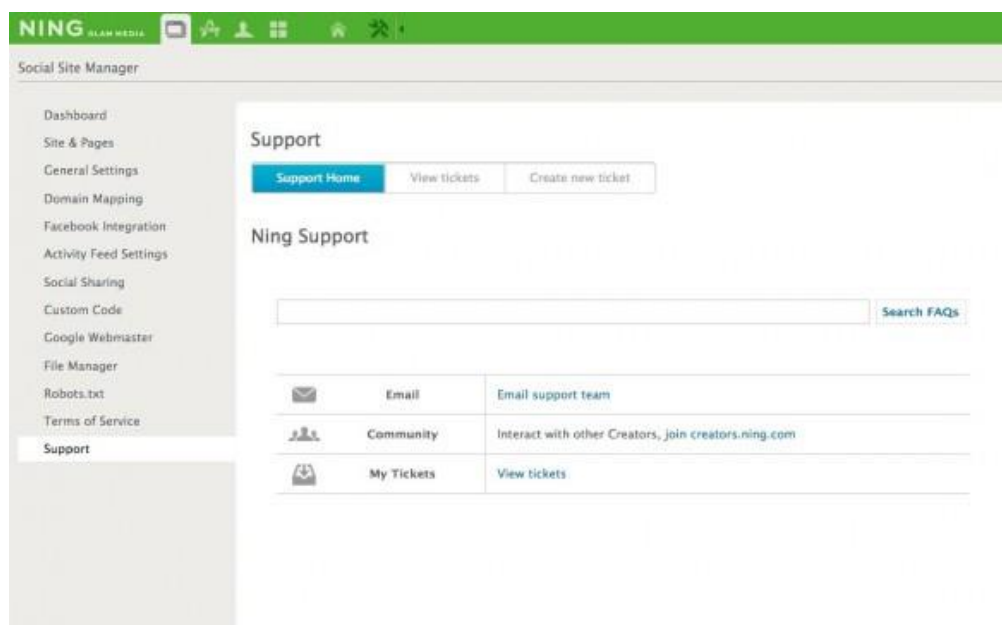 NING GLAM MEDIA
Social Site Manager
Dashboard
Site & Pages
General Settings
Domain Mapping
Facebook Integration
Activity Feed Settings
Social Sharing
Custom Code
Google Webmaster
File Manager
Robots.txt
Terms of Service
Support
Support
Support Home View tickets Create new ticket
Ning Support
Search FAQs
Email Email support team
Community Interact with other Creators, join creators.ning.com
My Tickets View tickets